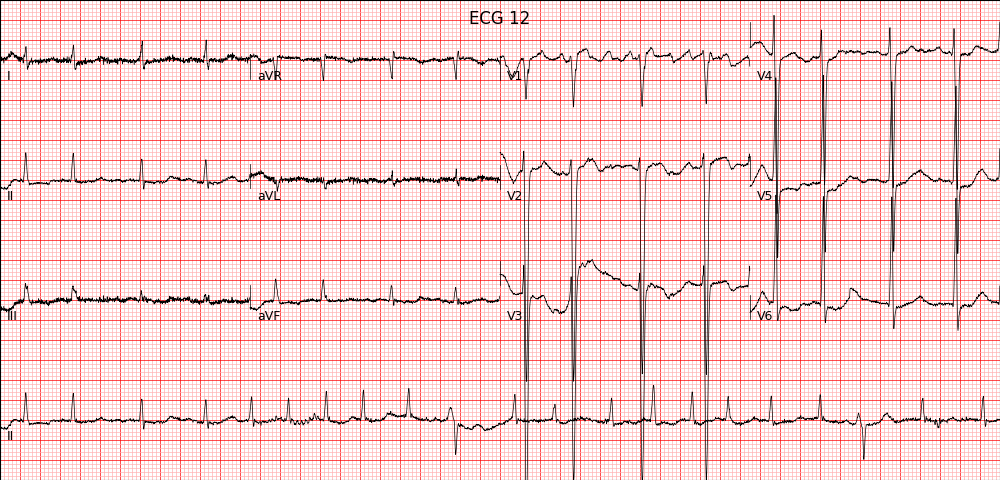 ECG 12
I aVR V1 V4
II aVL V2 V5
III aVF V3 V6
II